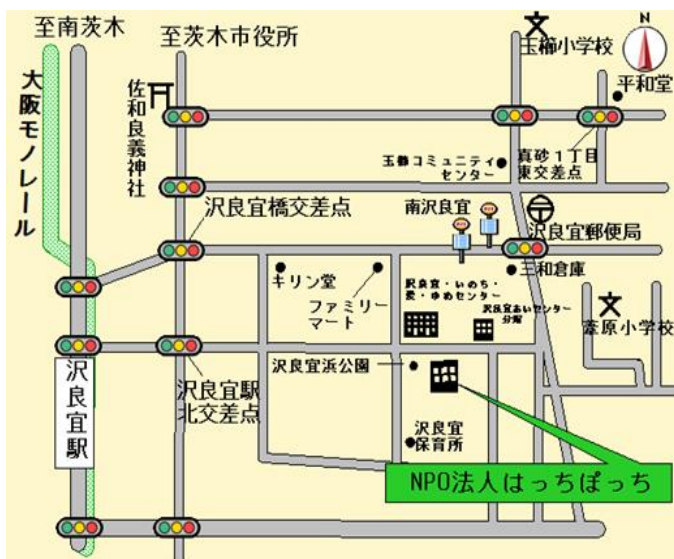 至南茨木
至茨木市役所
玉櫛小学校
N
平和堂
大阪モノレール
佐和良義神社
玉櫛コミュニティ
センター
真砂1丁目
東交差点
沢良宜橋交差点
南沢良宜
沢良宜郵便局
キリン堂
ファミリー
マート
三和倉庫
沢良宜・いのち・
愛・ゆめセンター
沢良宜あいセンター
分館
葦原小学校
沢良宜駅
沢良宜駅
北交差点
沢良宜浜公園
沢良宜
保育所
NPO法人はっちぽっち